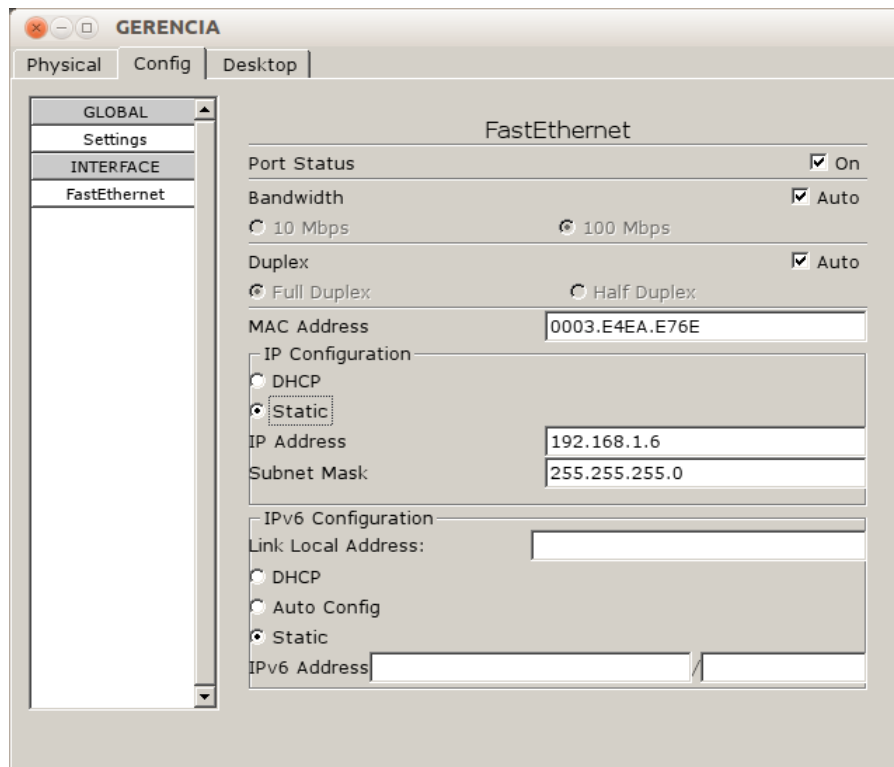 GERENCIA
Physical Config Desktop
GLOBAL
Settings
INTERFACE
FastEthernet
FastEthernet
Port Status On
Bandwidth Auto
10 Mbps 100 Mbps
Duplex Auto
Full Duplex Half Duplex
MAC Address 0003.E4EA.E76E
IP Configuration
DHCP
Static
IP Address 192.168.1.6
Subnet Mask 255.255.255.0
IPv6 Configuration
Link Local Address:
DHCP
Auto Config
Static
IPv6 Address /